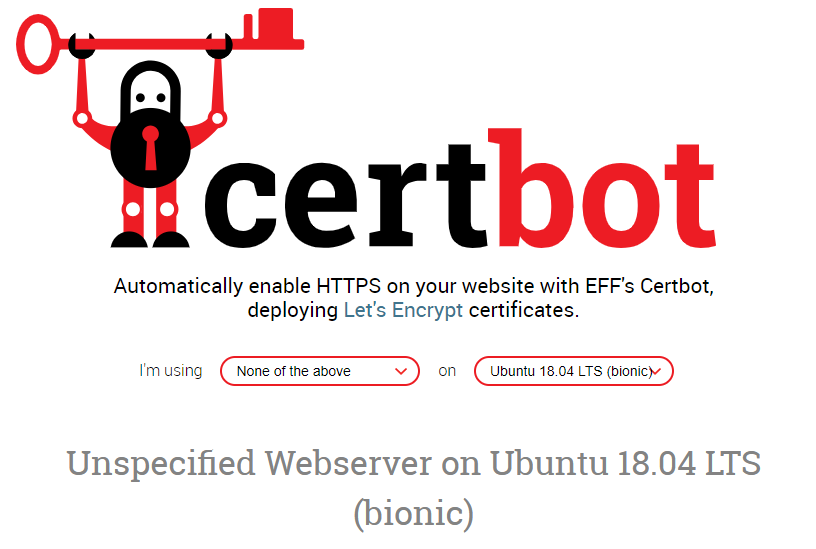 certbot
Automatically enable HTTPS on your website with EFF's Certbot,
deploying Let's Encrypt certificates.
I'm using None of the above on Ubuntu 18.04 LTS (bionic)
Unspecified Webserver on Ubuntu 18.04 LTS
(bionic)